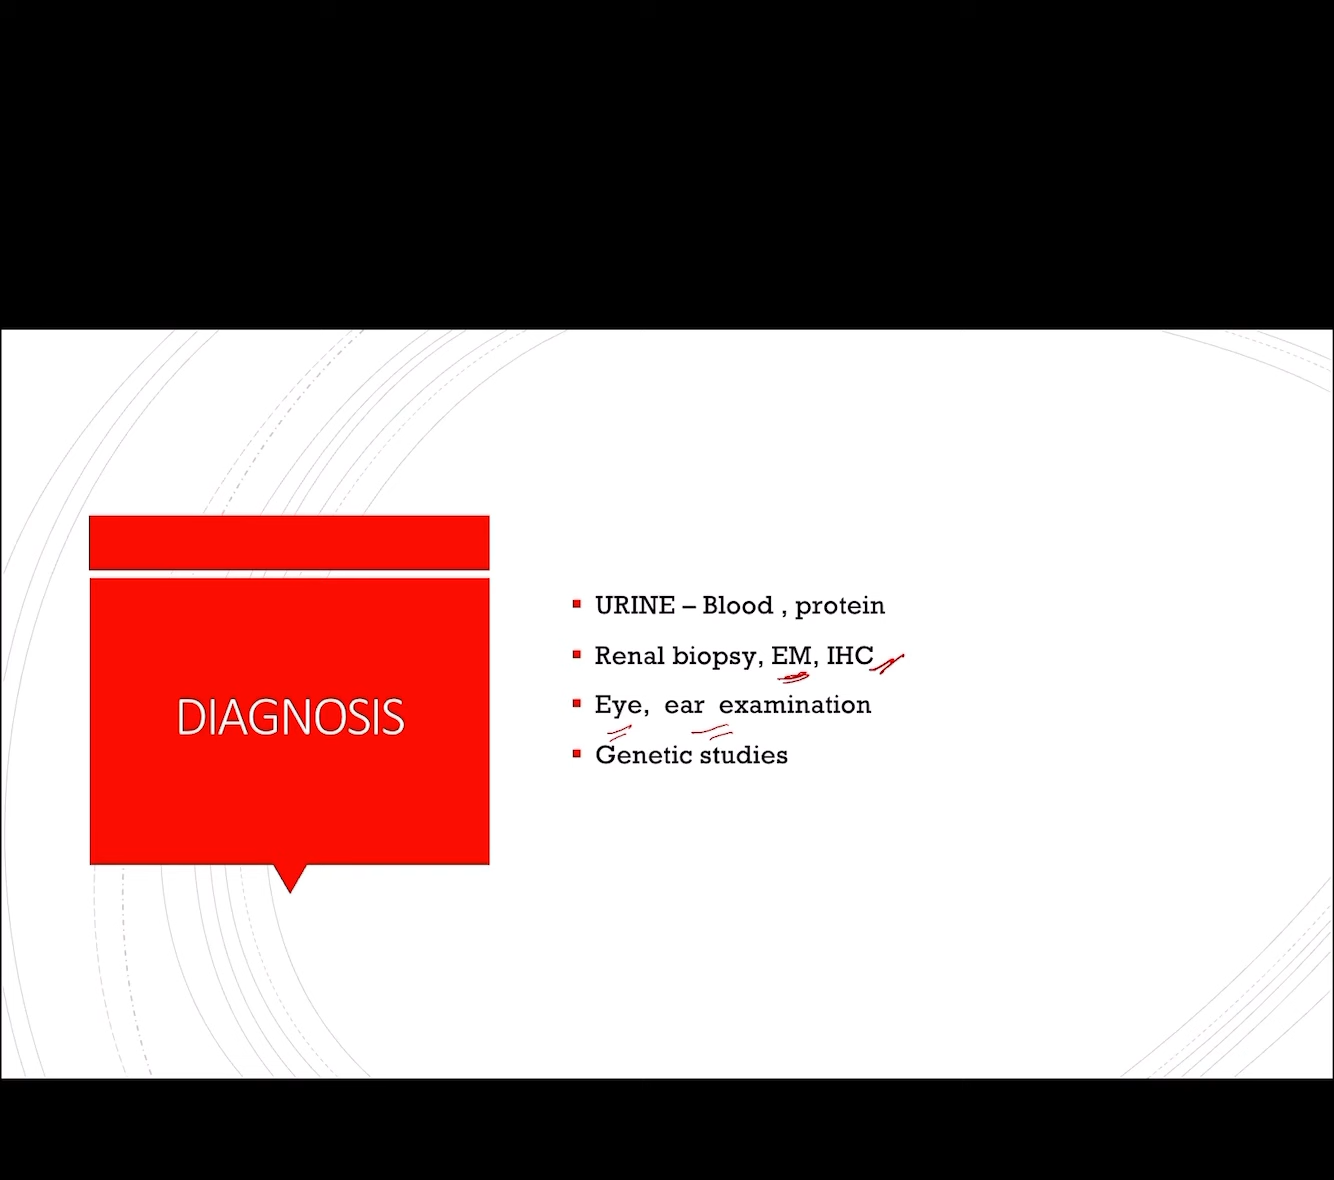 DIAGNOSIS
URINE – Blood , protein
Renal biopsy, EM, IHC
Eye, ear examination
Genetic studies